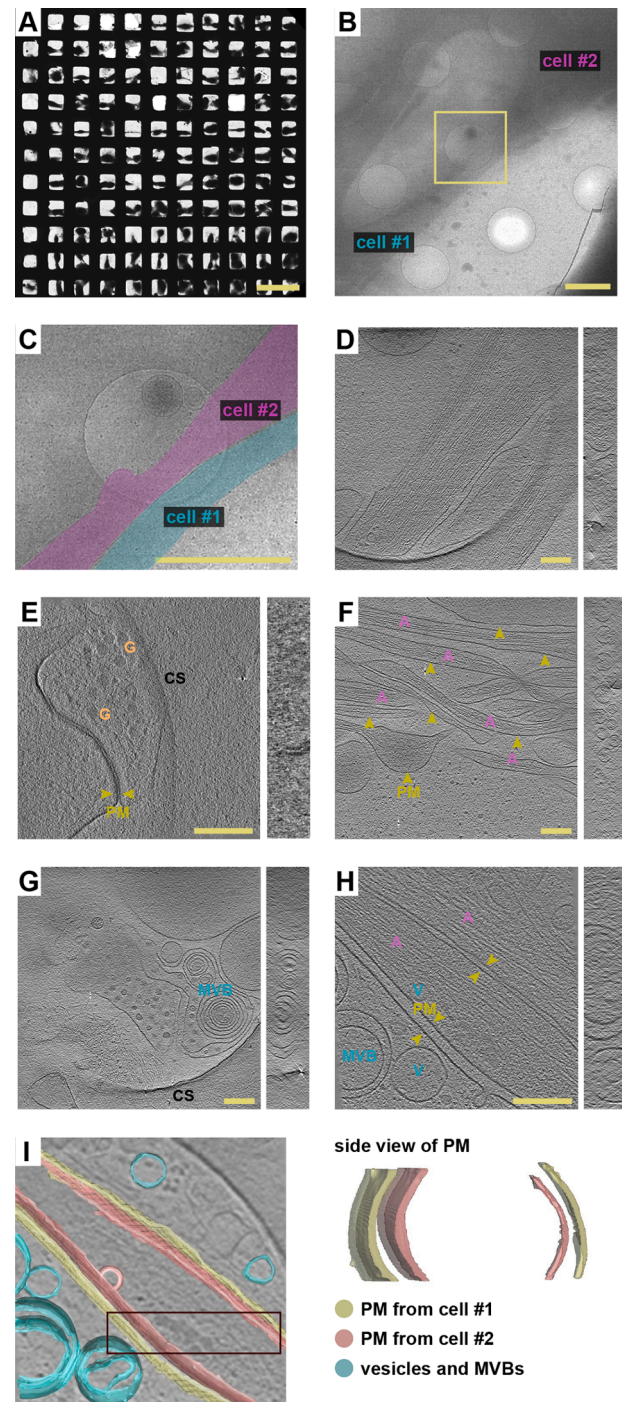 A
B
cell #2
cell #1
C
cell #2
cell #1
D
E
G
CS
G
PM
F
A
A
A
A
A
PM
G
MVB
CS
H
A
A
V
PM
MVB
V
I
side view of PM
PM from cell #1
PM from cell #2
vesicles and MVBs